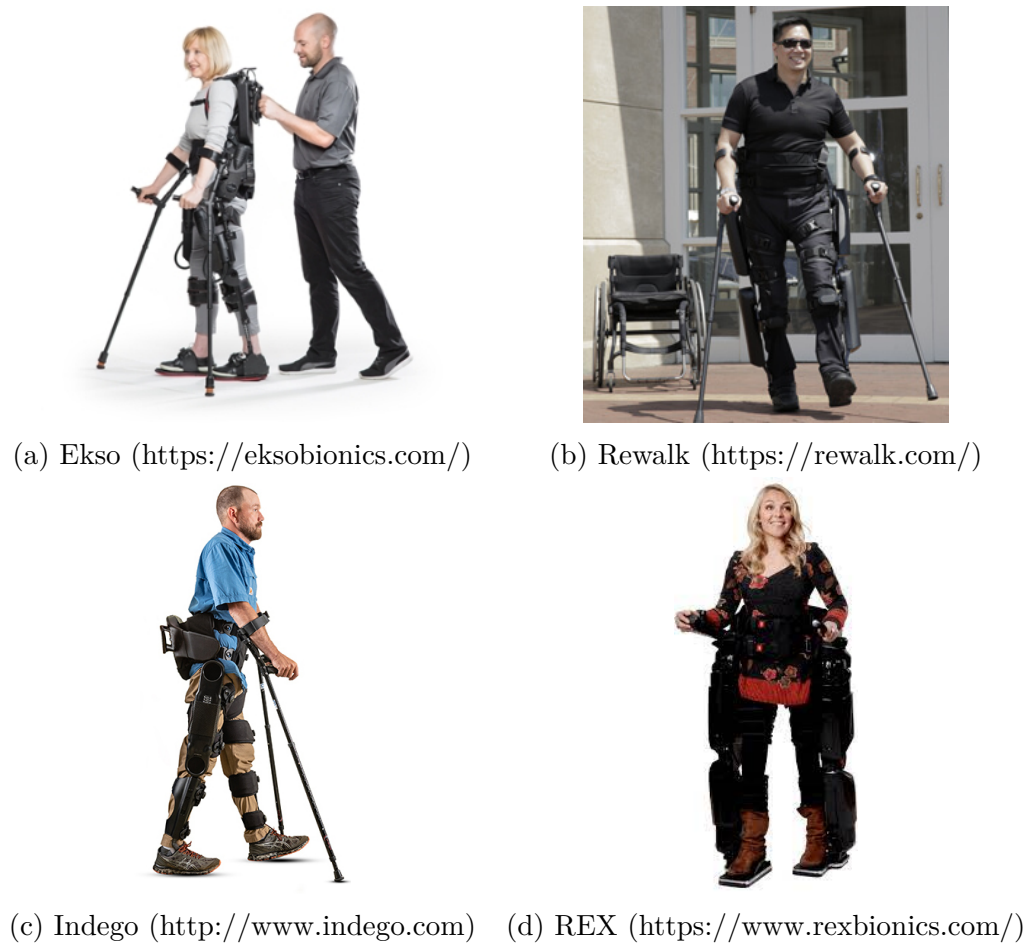 (a) Ekso (https://eksobionics.com/)
(b) Rewalk (https://rewalk.com/)
(c) Indego (http://www.indego.com)
(d) REX (https://www.rexbionics.com/)